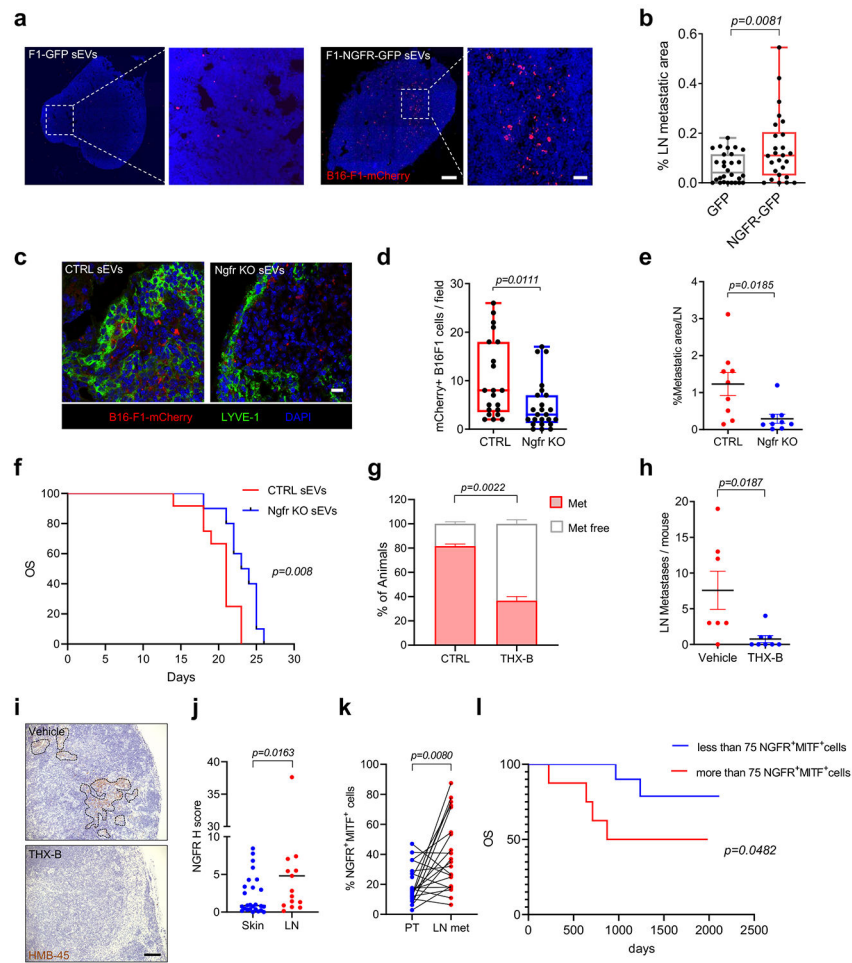 a
F1-GFP sEVs
F1-NGFR-GFP sEVs
B16-F1-mCherry
b
p=0.0081
% LN metastatic area
0.6
0.4
0.2
0.0
GFP
NGFR-GFP
c
CTRL sEVs
Ngfr KO sEVs
B16-F1-mCherry LYVE-1 DAPI
d
p=0.0111
mCherry+ B16F1 cells / field
30
20
10
0
CTRL
Ngfr KO
e
p=0.0185
%Metastatic area/LN
4
3
2
1
0
CTRL
Ngfr KO
f
CTRL sEVs
Ngfr KO sEVs
p=0.008
OS
100
80
60
40
20
0
0 5 10 15 20 25 30
Days
g
p=0.0022
Met
Met free
% of Animals
120
100
80
60
40
20
0
CTRL
THX-B
h
p=0.0187
LN Metastases / mouse
20
15
10
5
0
Vehicle
THX-B
i
Vehicle
THX-B
HMB-45
j
p=0.0163
NGFR H score
40
35
30
10
5
0
Skin
LN
k
p=0.0080
% NGFR⁺MITF⁺ cells
100
80
60
40
20
0
PT
LN met
l
less than 75 NGFR⁺MITF⁺cells
more than 75 NGFR⁺MITF⁺cells
OS
100
50
0
p=0.0482
0 500 1000 1500 2000 2500
days